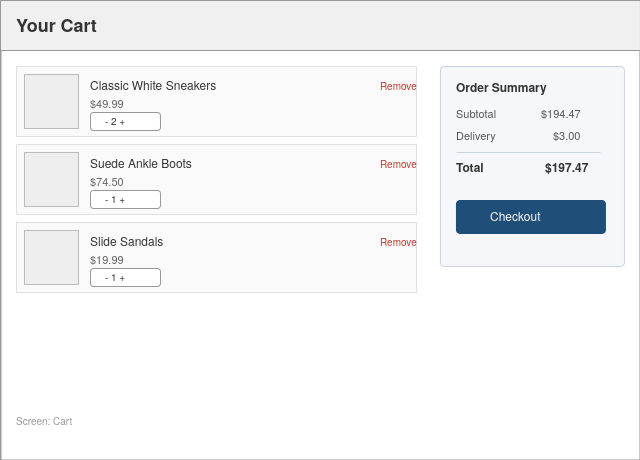 Your Cart
Classic White Sneakers
Remove
$49.99
- 2 +
Suede Ankle Boots
Remove
$74.50
- 1 +
Slide Sandals
Remove
$19.99
- 1 +
Order Summary
Subtotal $194.47
Delivery $3.00
Total $197.47
Checkout
Screen: Cart